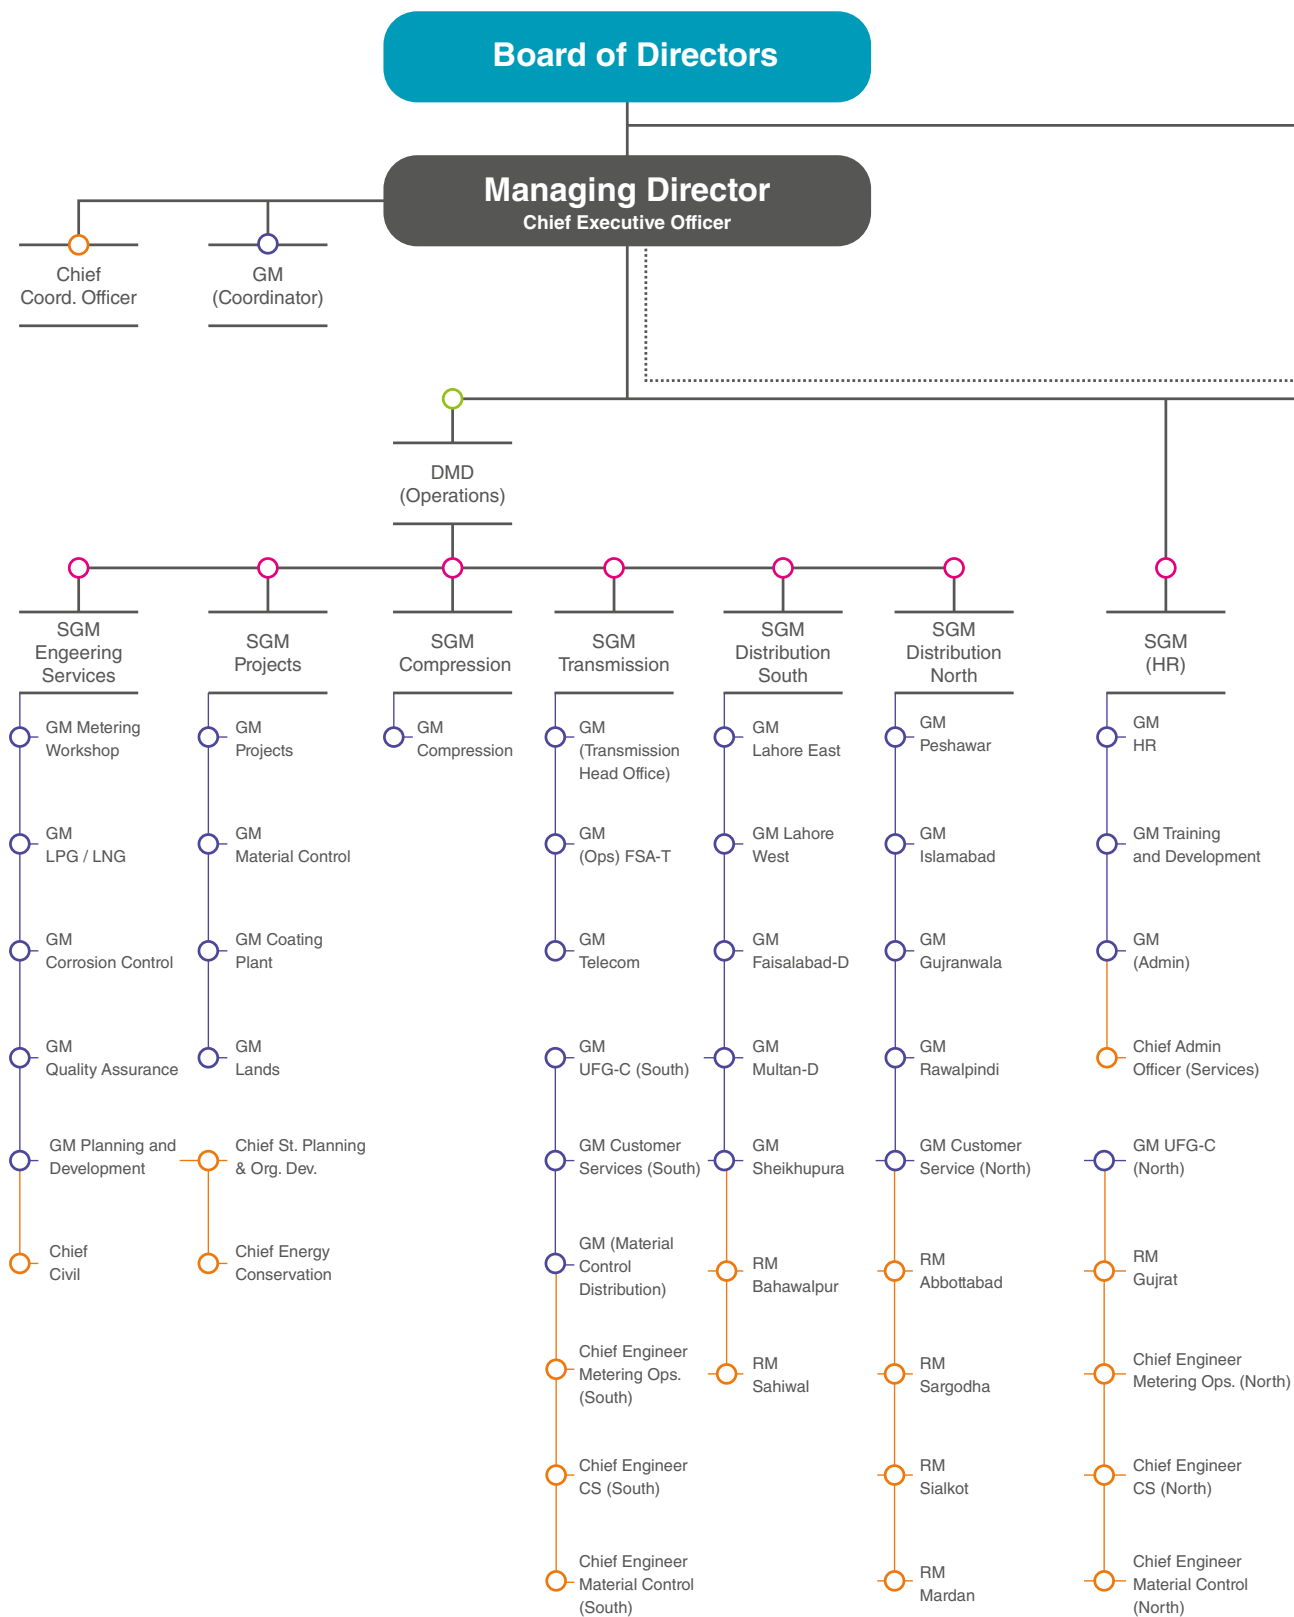 Board of Directors
Managing Director
Chief Executive Officer
Chief
Coord. Officer
GM
(Coordinator)
DMD
(Operations)
SGM
Engeering
Services
SGM
Projects
SGM
Compression
SGM
Transmission
SGM
Distribution
South
SGM
Distribution
North
SGM
(HR)
GM Metering
Workshop
GM
Projects
GM
Compression
GM
(Transmission
Head Office)
GM
Lahore East
GM
Peshawar
GM
HR
GM
LPG / LNG
GM
Material Control
GM
(Ops) FSA-T
GM Lahore
West
GM
Islamabad
GM Training
and Development
GM
Corrosion Control
GM Coating
Plant
GM
Telecom
GM
Faisalabad-D
GM
Gujranwala
GM
(Admin)
GM
Quality Assurance
GM
Lands
GM
UFG-C (South)
GM
Multan-D
GM
Rawalpindi
Chief Admin
Officer (Services)
GM Planning and
Development
Chief St. Planning
& Org. Dev.
GM Customer
Services (South)
GM
Sheikhupura
GM Customer
Service (North)
GM UFG-C
(North)
Chief
Civil
Chief Energy
Conservation
GM (Material
Control
Distribution)
RM
Bahawalpur
RM
Abbottabad
RM
Gujrat
Chief Engineer
Metering Ops.
(South)
RM
Sahiwal
RM
Sargodha
Chief Engineer
Metering Ops. (North)
Chief Engineer
CS (South)
RM
Sialkot
Chief Engineer
CS (North)
Chief Engineer
Material Control
(South)
RM
Mardan
Chief Engineer
Material Control
(North)